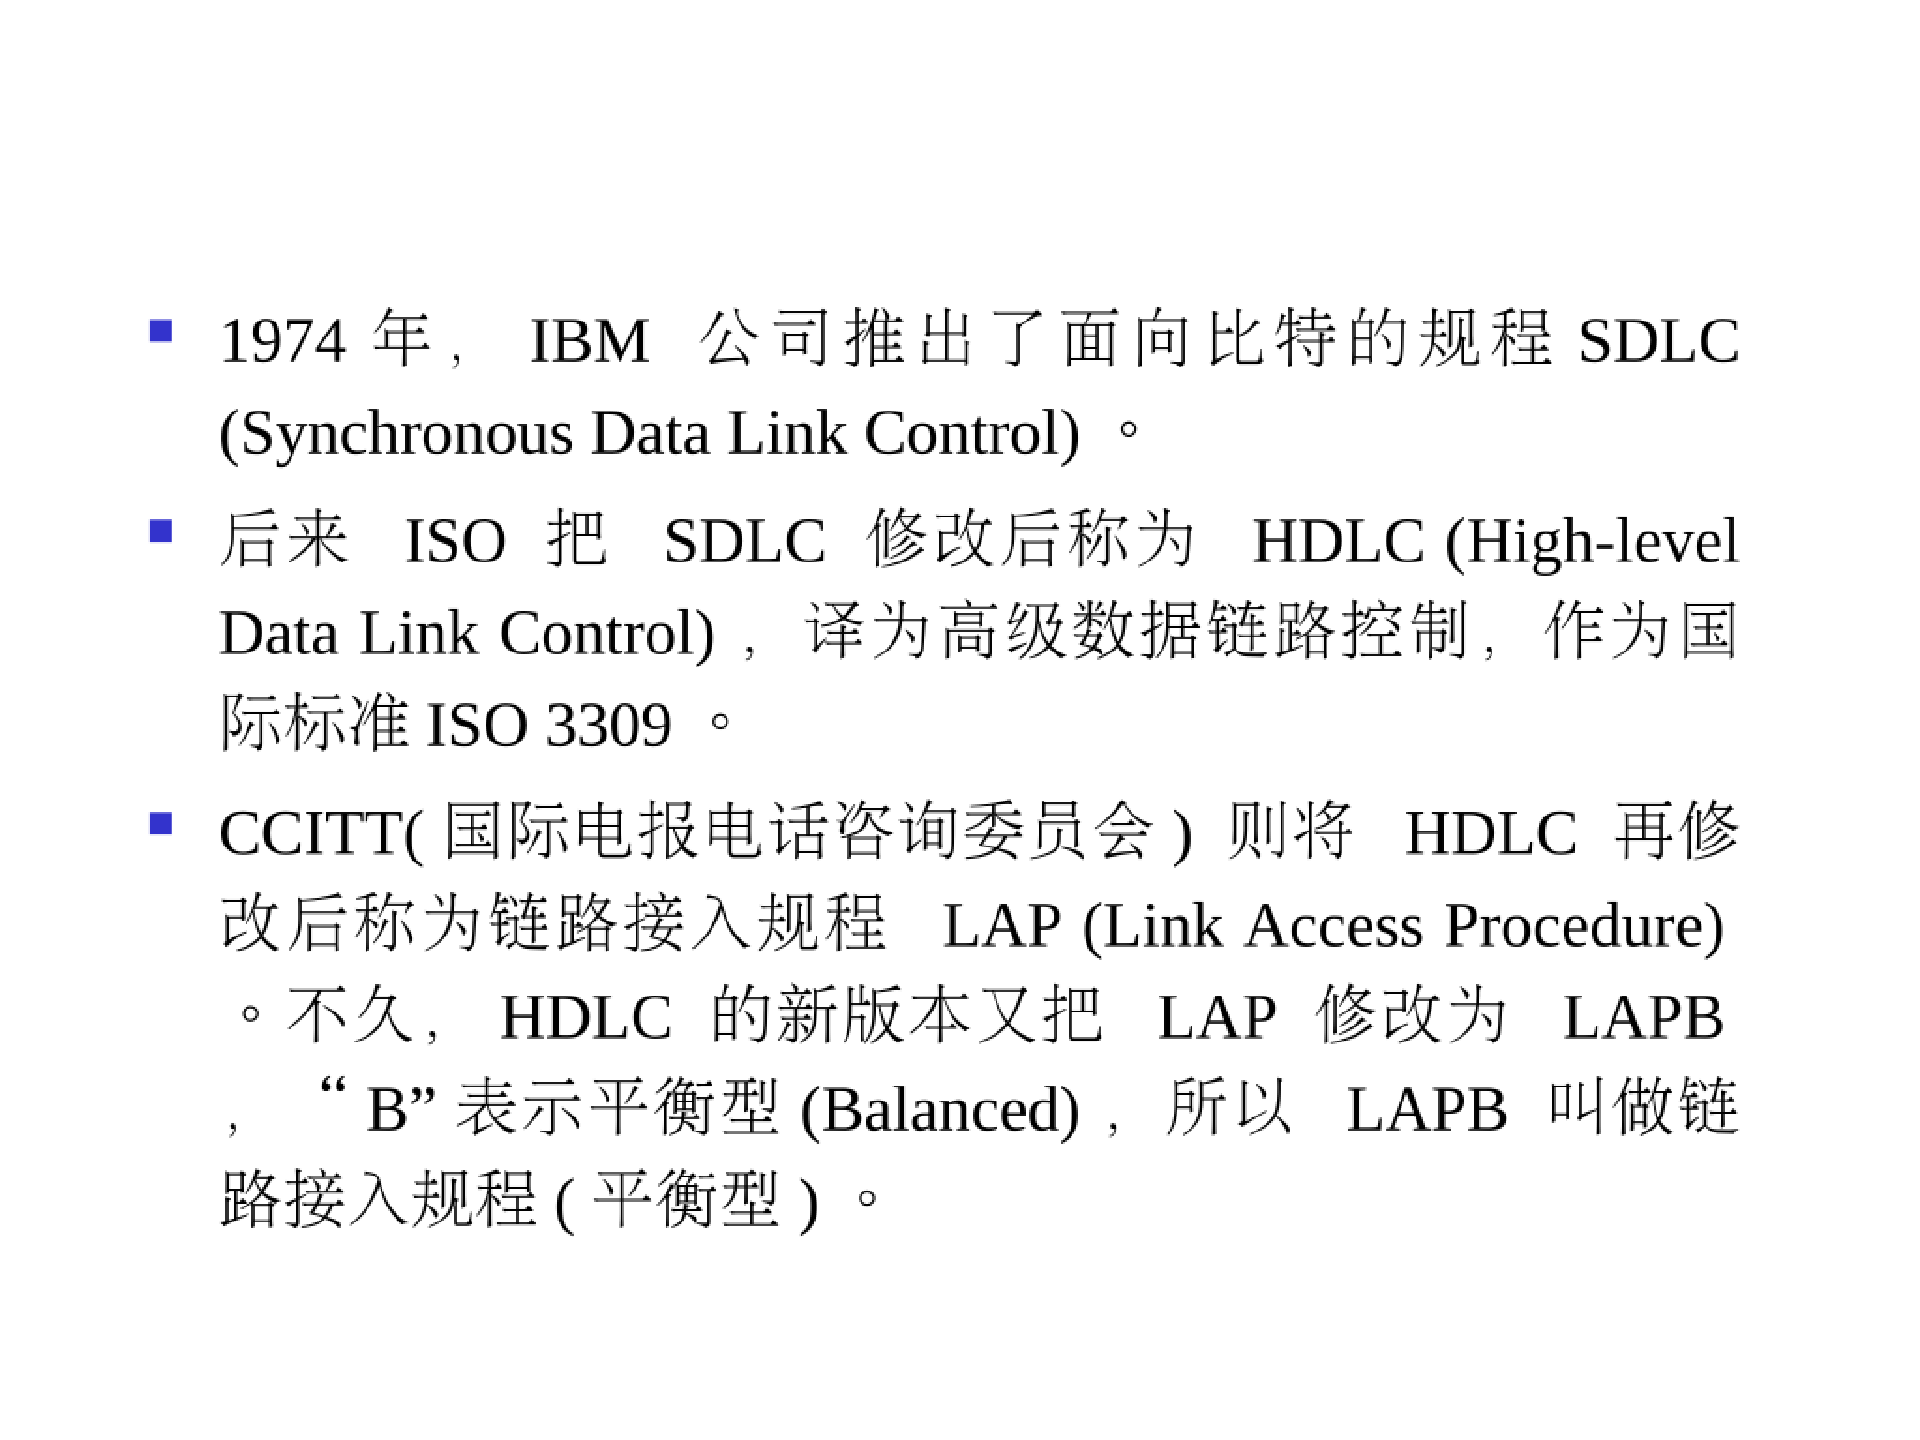 1974 年， IBM 公司推出了面向比特的规程 SDLC
(Synchronous Data Link Control) 。
后来 ISO 把 SDLC 修改后称为 HDLC (High-level
Data Link Control) ，译为高级数据链路控制，作为国
际标准 ISO 3309 。
CCITT( 国际电报电话咨询委员会 ) 则将 HDLC 再修
改后称为链路接入规程 LAP (Link Access Procedure)
。不久， HDLC 的新版本又把 LAP 修改为 LAPB
，“ B” 表示平衡型 (Balanced) ，所以 LAPB 叫做链
路接入规程 ( 平衡型 ) 。